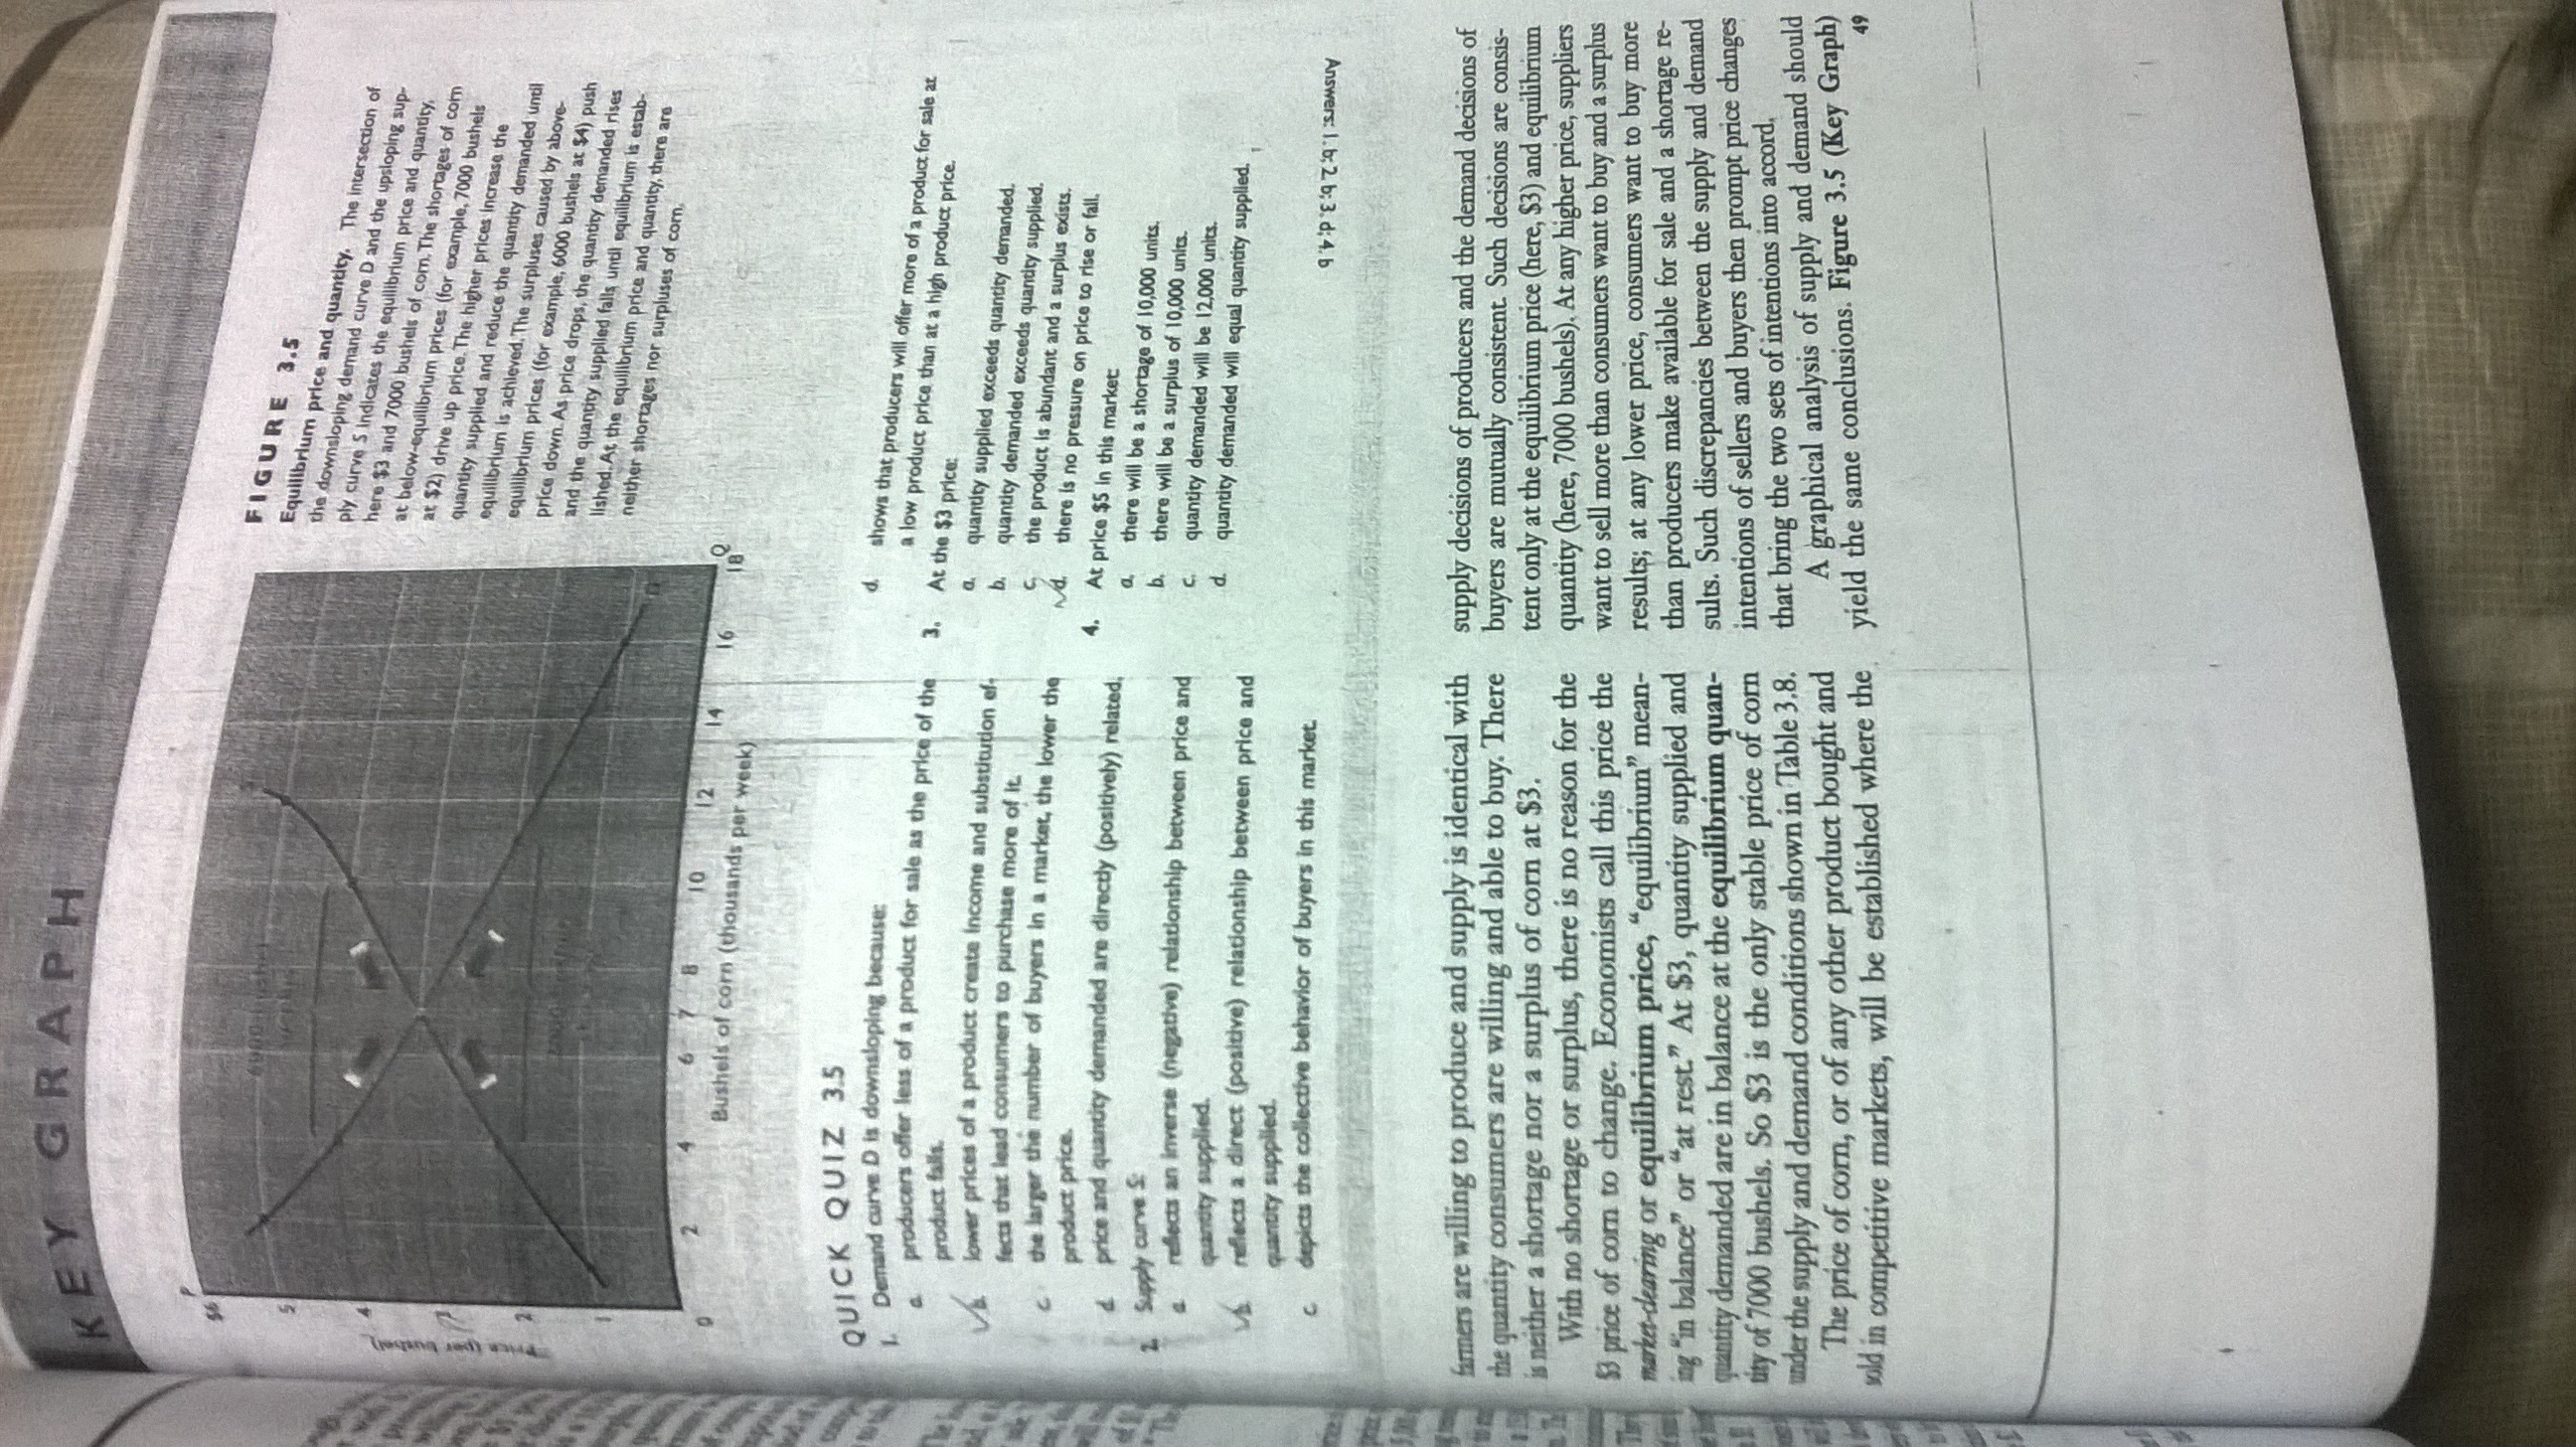 KEY GRAPH
P
$6
5
4
3
2
1
0
Price (per bushel)
6000-bushel
S
D
2 4 6 7 8 10 12 14 16 18
Q
Bushels of corn (thousands per week)
FIGURE 3.5
Equilibrium price and quantity. The intersection of
the downsloping demand curve D and the upsloping sup-
ply curve S indicates the equilibrium price and quantity,
here $3 and 7000 bushels of corn. The shortages of corn
at below-equilibrium prices (for example, 7000 bushels
at $2) drive up price. The higher prices increase the
quantity supplied and reduce the quantity demanded until
equilibrium is achieved. The surpluses caused by above-
equilibrium prices (for example, 6000 bushels at $4) push
price down. As price drops, the quantity demanded rises
and the quantity supplied falls until equilibrium is estab-
lished. At the equilibrium price and quantity, there are
neither shortages nor surpluses of corn.
QUICK QUIZ 3.5
1. Demand curve D is downsloping because:
a. producers offer less of a product for sale as the price of the
product falls.
b. lower prices of a product create income and substitution ef-
fects that lead consumers to purchase more of it.
c. the larger the number of buyers in a market, the lower the
product price.
d. price and quantity demanded are directly (positively) related.
2. Supply curve S:
a. reflects an inverse (negative) relationship between price and
quantity supplied.
b. reflects a direct (positive) relationship between price and
quantity supplied.
c. depicts the collective behavior of buyers in this market.
d. shows that producers will offer more of a product for sale at
a low product price than at a high product price.
3. At the $3 price:
a. quantity supplied exceeds quantity demanded.
b. quantity demanded exceeds quantity supplied.
c. the product is abundant and a surplus exists.
d. there is no pressure on price to rise or fall.
4. At price $5 in this market:
a. there will be a shortage of 10,000 units.
b. there will be a surplus of 10,000 units.
c. quantity demanded will be 12,000 units.
d. quantity demanded will equal quantity supplied.
Answers: 1. b; 2. b; 3. d; 4. b
farmers are willing to produce and supply is identical with
the quantity consumers are willing and able to buy. There
is neither a shortage nor a surplus of corn at $3.
With no shortage or surplus, there is no reason for the
$3 price of corn to change. Economists call this price the
market-clearing or equilibrium price, “equilibrium” mean-
ing “in balance” or “at rest.” At $3, quantity supplied and
quantity demanded are in balance at the equilibrium quan-
tity of 7000 bushels. So $3 is the only stable price of corn
under the supply and demand conditions shown in Table 3.8.
The price of corn, or of any other product bought and
sold in competitive markets, will be established where the
supply decisions of producers and the demand decisions of
buyers are mutually consistent. Such decisions are consis-
tent only at the equilibrium price (here, $3) and equilibrium
quantity (here, 7000 bushels). At any higher price, suppliers
want to sell more than consumers want to buy and a surplus
results; at any lower price, consumers want to buy more
than producers make available for sale and a shortage re-
sults. Such discrepancies between the supply and demand
intentions of sellers and buyers then prompt price changes
that bring the two sets of intentions into accord.
A graphical analysis of supply and demand should
yield the same conclusions. Figure 3.5 (Key Graph)
49